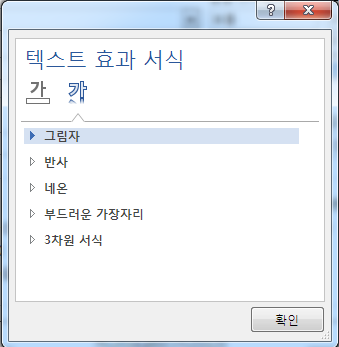 텍스트 효과 서식
가 가
그림자
반사
네온
부드러운 가장자리
3차원 서식
확인